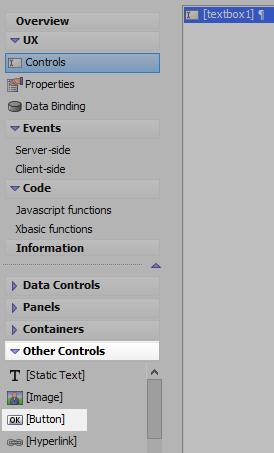 Overview
UX
Controls
Properties
Data Binding
Events
Server-side
Client-side
Code
Javascript functions
Xbasic functions
Information
Data Controls
Panels
Containers
Other Controls
T [Static Text]
[Image]
OK [Button]
[Hyperlink]
[textbox1] ¶